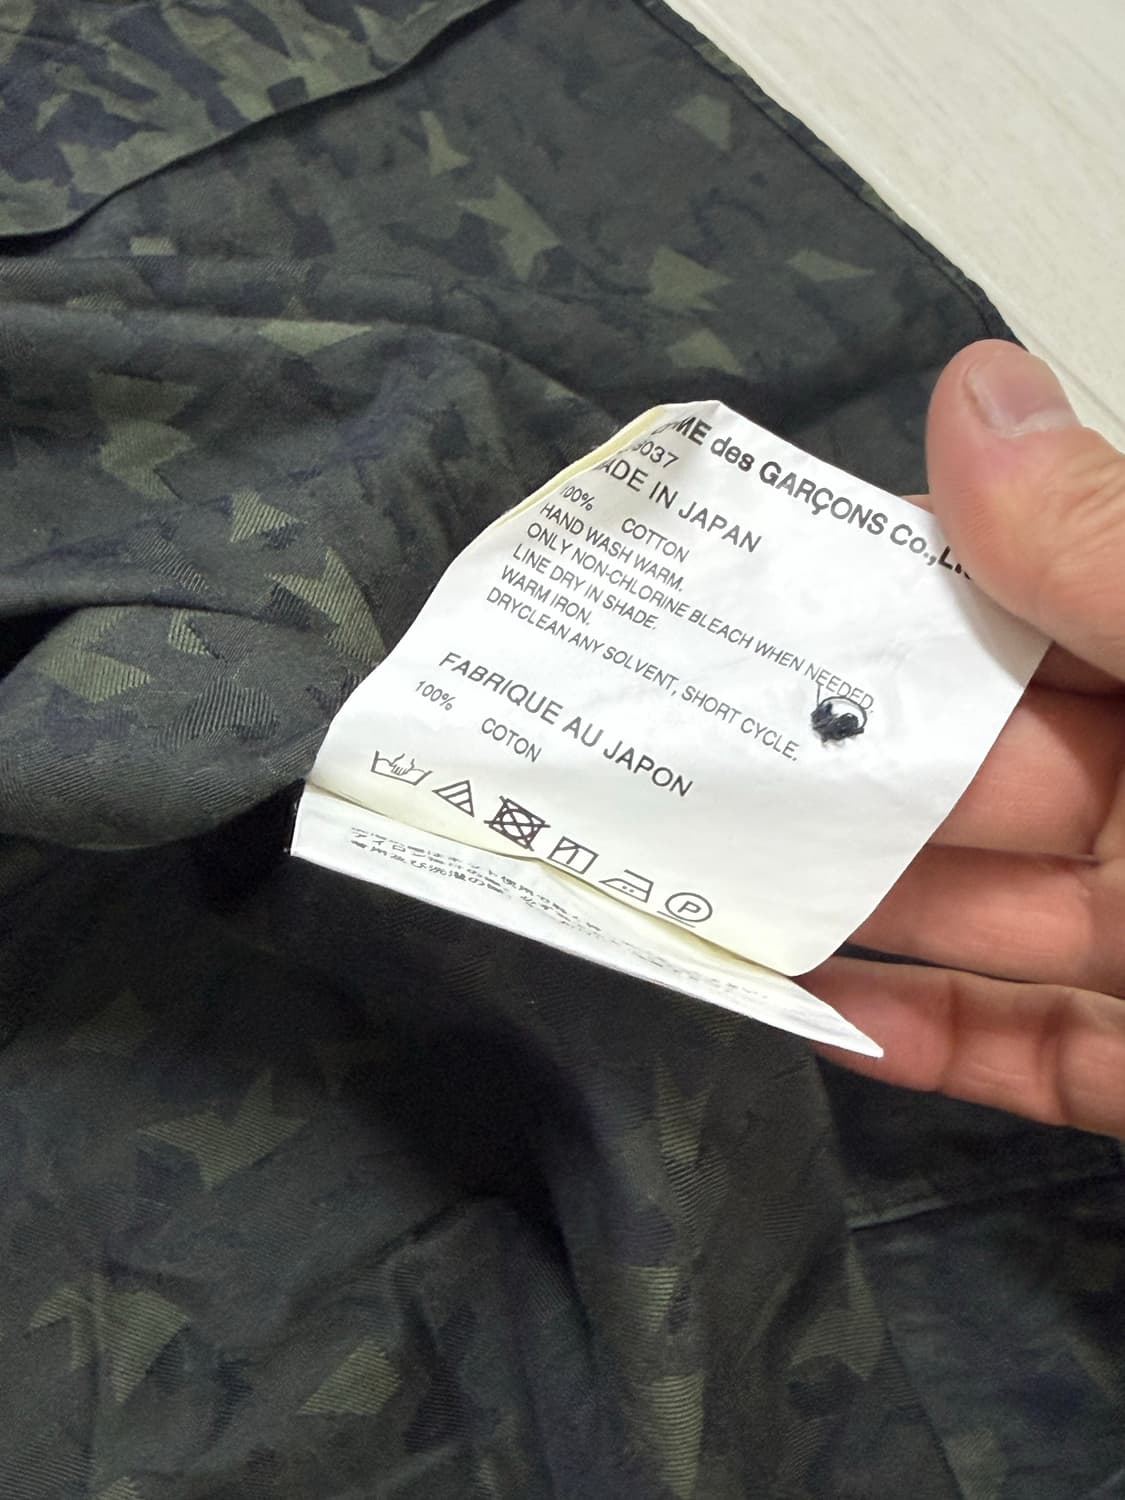 ME des GARÇONS Co.,
3037
ADE IN JAPAN
100% COTTON
HAND WASH WARM.
ONLY NON-CHLORINE BLEACH WHEN NEEDED.
LINE DRY IN SHADE.
WARM IRON.
DRYCLEAN ANY SOLVENT, SHORT CYCLE.
FABRIQUE AU JAPON
100% COTON
P